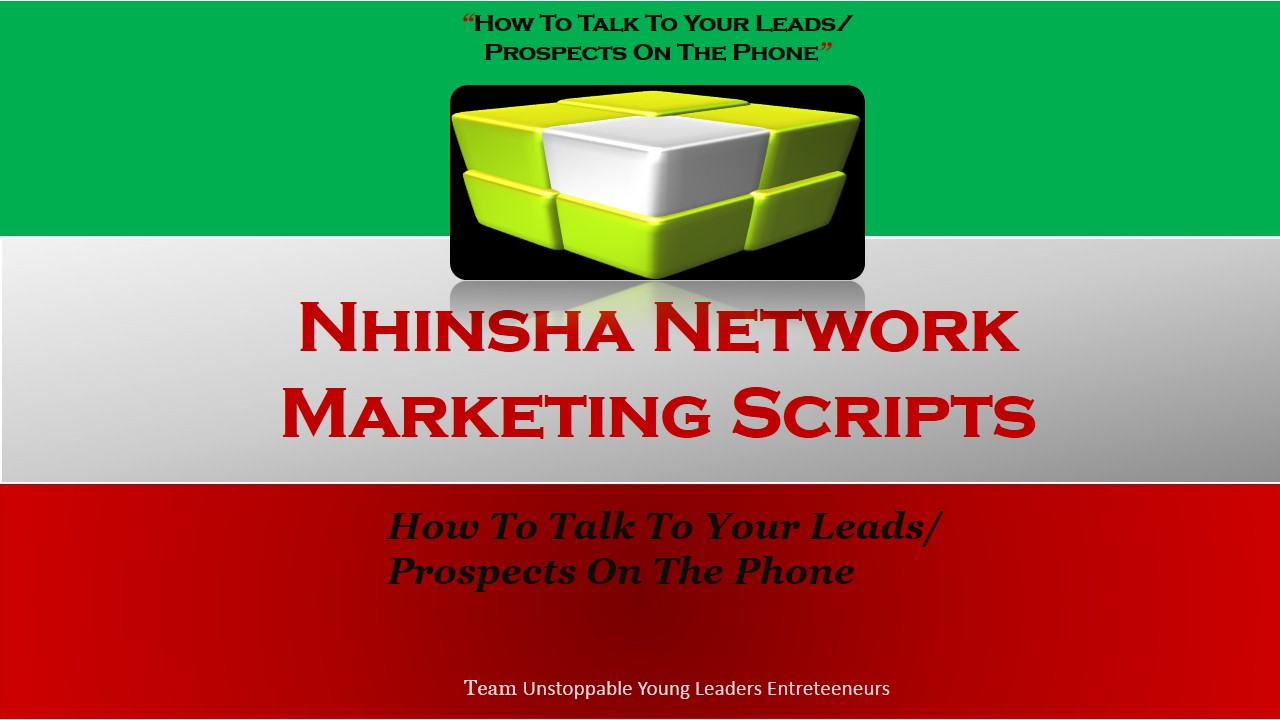 “How To Talk To Your Leads/
Prospects On The Phone”
Nhinsha Network
Marketing Scripts
How To Talk To Your Leads/
Prospects On The Phone
Team Unstoppable Young Leaders Entreteeneurs